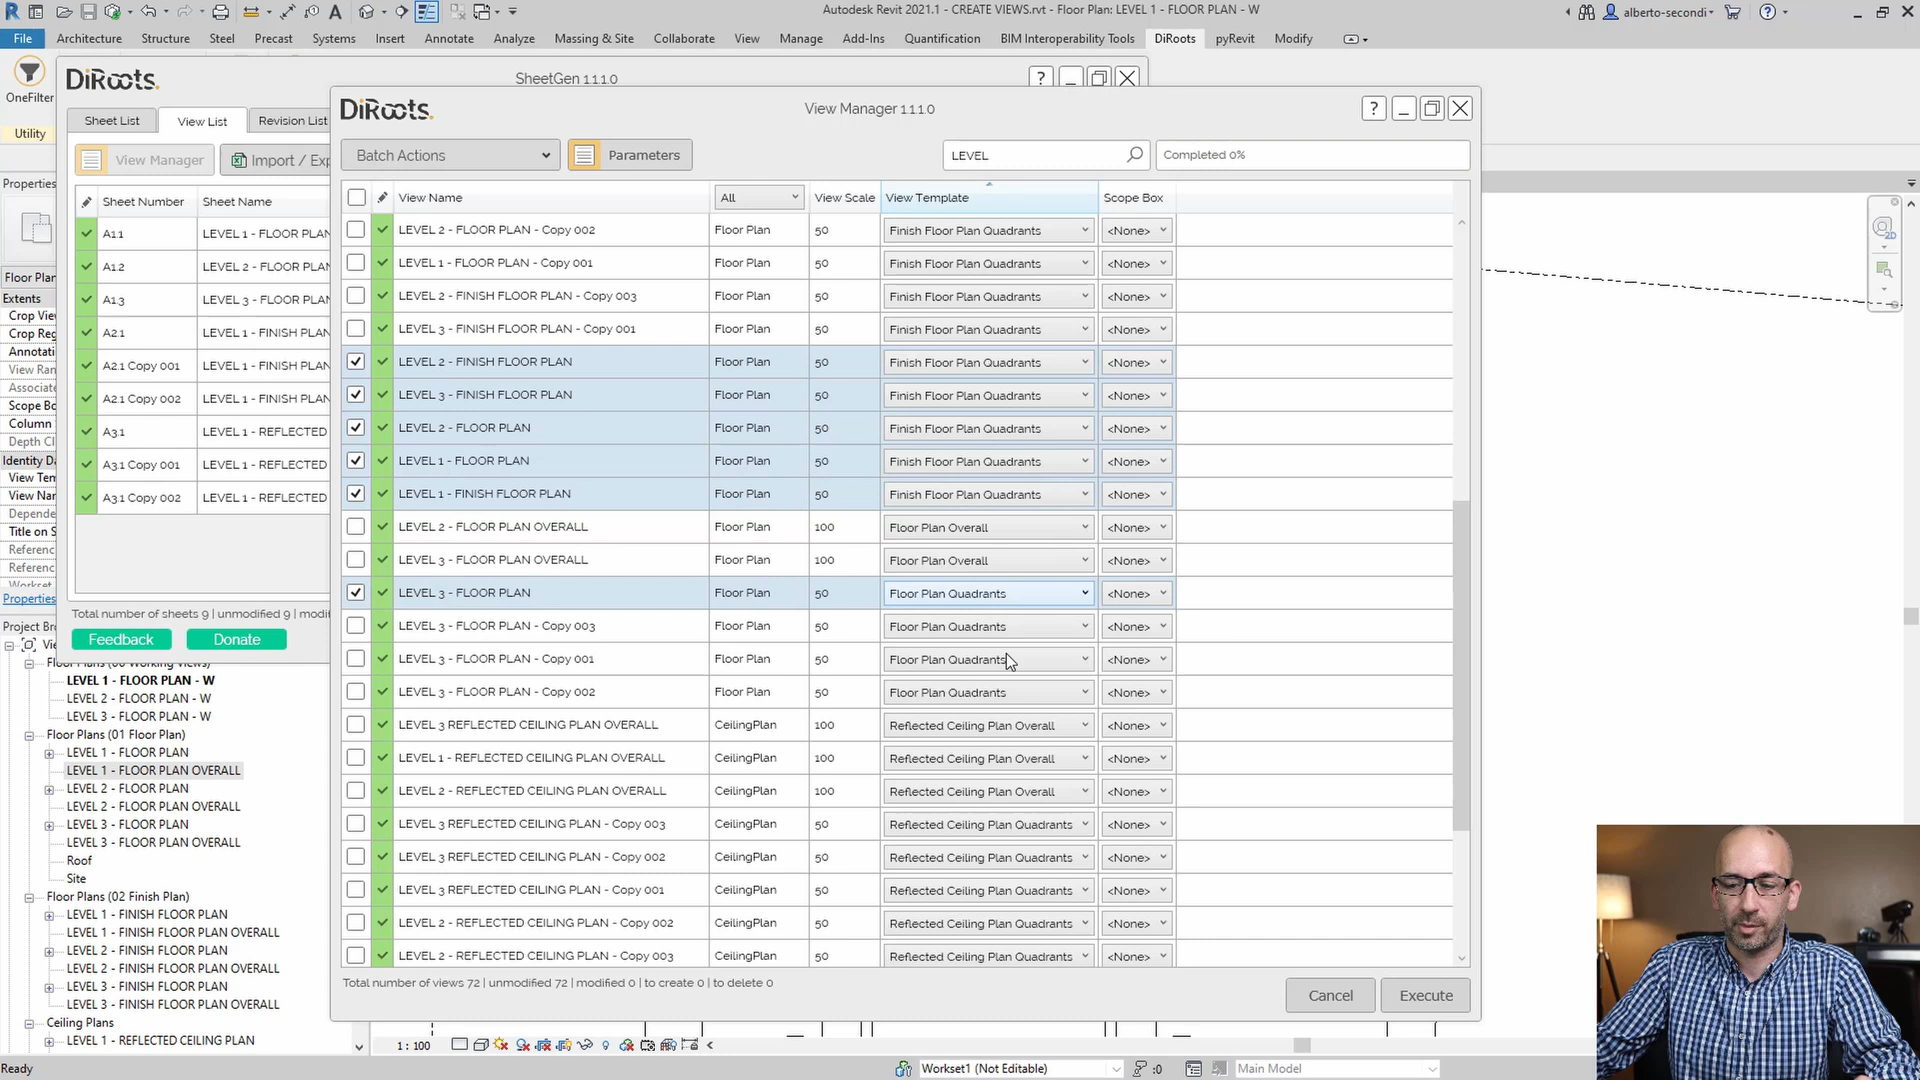 Autodesk Revit 2021.1 - CREATE VIEWS.rvt - Floor Plan: LEVEL 1 - FLOOR PLAN - W
alberto-secondi
File Architecture Structure Steel Precast Systems Insert Annotate Analyze Massing & Site Collaborate View Manage Add-Ins Quantification BIM Interoperability Tools DiRoots pyRevit Modify
OneFilter
Utility
DiRoots.
SheetGen 1.1.1.0
Sheet List View List Revision List
View Manager Import / Exp
Sheet Number Sheet Name
A1.1 LEVEL 1 - FLOOR PLAN
A1.2 LEVEL 2 - FLOOR PLAN
A1.3 LEVEL 3 - FLOOR PLAN
A2.1 LEVEL 1 - FINISH PLAN
A2.1 Copy 001 LEVEL 1 - FINISH PLAN
A2.1 Copy 002 LEVEL 1 - FINISH PLAN
A3.1 LEVEL 1 - REFLECTED
A3.1 Copy 001 LEVEL 1 - REFLECTED
A3.1 Copy 002 LEVEL 1 - REFLECTED
Total number of sheets 9 | unmodified 9 | modifi
Feedback Donate
Properties
Floor Plan
Extents
Crop View
Crop Reg
Annotati
View Ran
Associate
Scope Bo
Column
Depth Cl
Identity Da
View Tem
View Nam
Depende
Title on S
Reference
Reference
Workset
Properties
Project Bro
Floor Plans (00 Working Views)
LEVEL 1 - FLOOR PLAN - W
LEVEL 2 - FLOOR PLAN - W
LEVEL 3 - FLOOR PLAN - W
Floor Plans (01 Floor Plan)
LEVEL 1 - FLOOR PLAN
LEVEL 1 - FLOOR PLAN OVERALL
LEVEL 2 - FLOOR PLAN
LEVEL 2 - FLOOR PLAN OVERALL
LEVEL 3 - FLOOR PLAN
LEVEL 3 - FLOOR PLAN OVERALL
Roof
Site
Floor Plans (02 Finish Plan)
LEVEL 1 - FINISH FLOOR PLAN
LEVEL 1 - FINISH FLOOR PLAN OVERALL
LEVEL 2 - FINISH FLOOR PLAN
LEVEL 2 - FINISH FLOOR PLAN OVERALL
LEVEL 3 - FINISH FLOOR PLAN
LEVEL 3 - FINISH FLOOR PLAN OVERALL
Ceiling Plans
LEVEL 1 - REFLECTED CEILING PLAN
DiRoots.
View Manager 1.1.1.0
Batch Actions Parameters LEVEL Completed 0%
View Name All View Scale View Template Scope Box
LEVEL 2 - FLOOR PLAN - Copy 002 Floor Plan 50 Finish Floor Plan Quadrants <None>
LEVEL 1 - FLOOR PLAN - Copy 001 Floor Plan 50 Finish Floor Plan Quadrants <None>
LEVEL 2 - FINISH FLOOR PLAN - Copy 003 Floor Plan 50 Finish Floor Plan Quadrants <None>
LEVEL 3 - FINISH FLOOR PLAN - Copy 001 Floor Plan 50 Finish Floor Plan Quadrants <None>
LEVEL 2 - FINISH FLOOR PLAN Floor Plan 50 Finish Floor Plan Quadrants <None>
LEVEL 3 - FINISH FLOOR PLAN Floor Plan 50 Finish Floor Plan Quadrants <None>
LEVEL 2 - FLOOR PLAN Floor Plan 50 Finish Floor Plan Quadrants <None>
LEVEL 1 - FLOOR PLAN Floor Plan 50 Finish Floor Plan Quadrants <None>
LEVEL 1 - FINISH FLOOR PLAN Floor Plan 50 Finish Floor Plan Quadrants <None>
LEVEL 2 - FLOOR PLAN OVERALL Floor Plan 100 Floor Plan Overall <None>
LEVEL 3 - FLOOR PLAN OVERALL Floor Plan 100 Floor Plan Overall <None>
LEVEL 3 - FLOOR PLAN Floor Plan 50 Floor Plan Quadrants <None>
LEVEL 3 - FLOOR PLAN - Copy 003 Floor Plan 50 Floor Plan Quadrants <None>
LEVEL 3 - FLOOR PLAN - Copy 001 Floor Plan 50 Floor Plan Quadrants <None>
LEVEL 3 - FLOOR PLAN - Copy 002 Floor Plan 50 Floor Plan Quadrants <None>
LEVEL 3 REFLECTED CEILING PLAN OVERALL CeilingPlan 100 Reflected Ceiling Plan Overall <None>
LEVEL 1 - REFLECTED CEILING PLAN OVERALL CeilingPlan 100 Reflected Ceiling Plan Overall <None>
LEVEL 2 - REFLECTED CEILING PLAN OVERALL CeilingPlan 100 Reflected Ceiling Plan Overall <None>
LEVEL 3 REFLECTED CEILING PLAN - Copy 003 CeilingPlan 50 Reflected Ceiling Plan Quadrants <None>
LEVEL 3 REFLECTED CEILING PLAN - Copy 002 CeilingPlan 50 Reflected Ceiling Plan Quadrants <None>
LEVEL 3 REFLECTED CEILING PLAN - Copy 001 CeilingPlan 50 Reflected Ceiling Plan Quadrants <None>
LEVEL 2 - REFLECTED CEILING PLAN - Copy 002 CeilingPlan 50 Reflected Ceiling Plan Quadrants <None>
LEVEL 2 - REFLECTED CEILING PLAN - Copy 003 CeilingPlan 50 Reflected Ceiling Plan Quadrants <None>
Total number of views 72 | unmodified 72 | modified 0 | to create 0 | to delete 0
Cancel Execute
1 : 100
Ready Workset1 (Not Editable) :0 Main Model